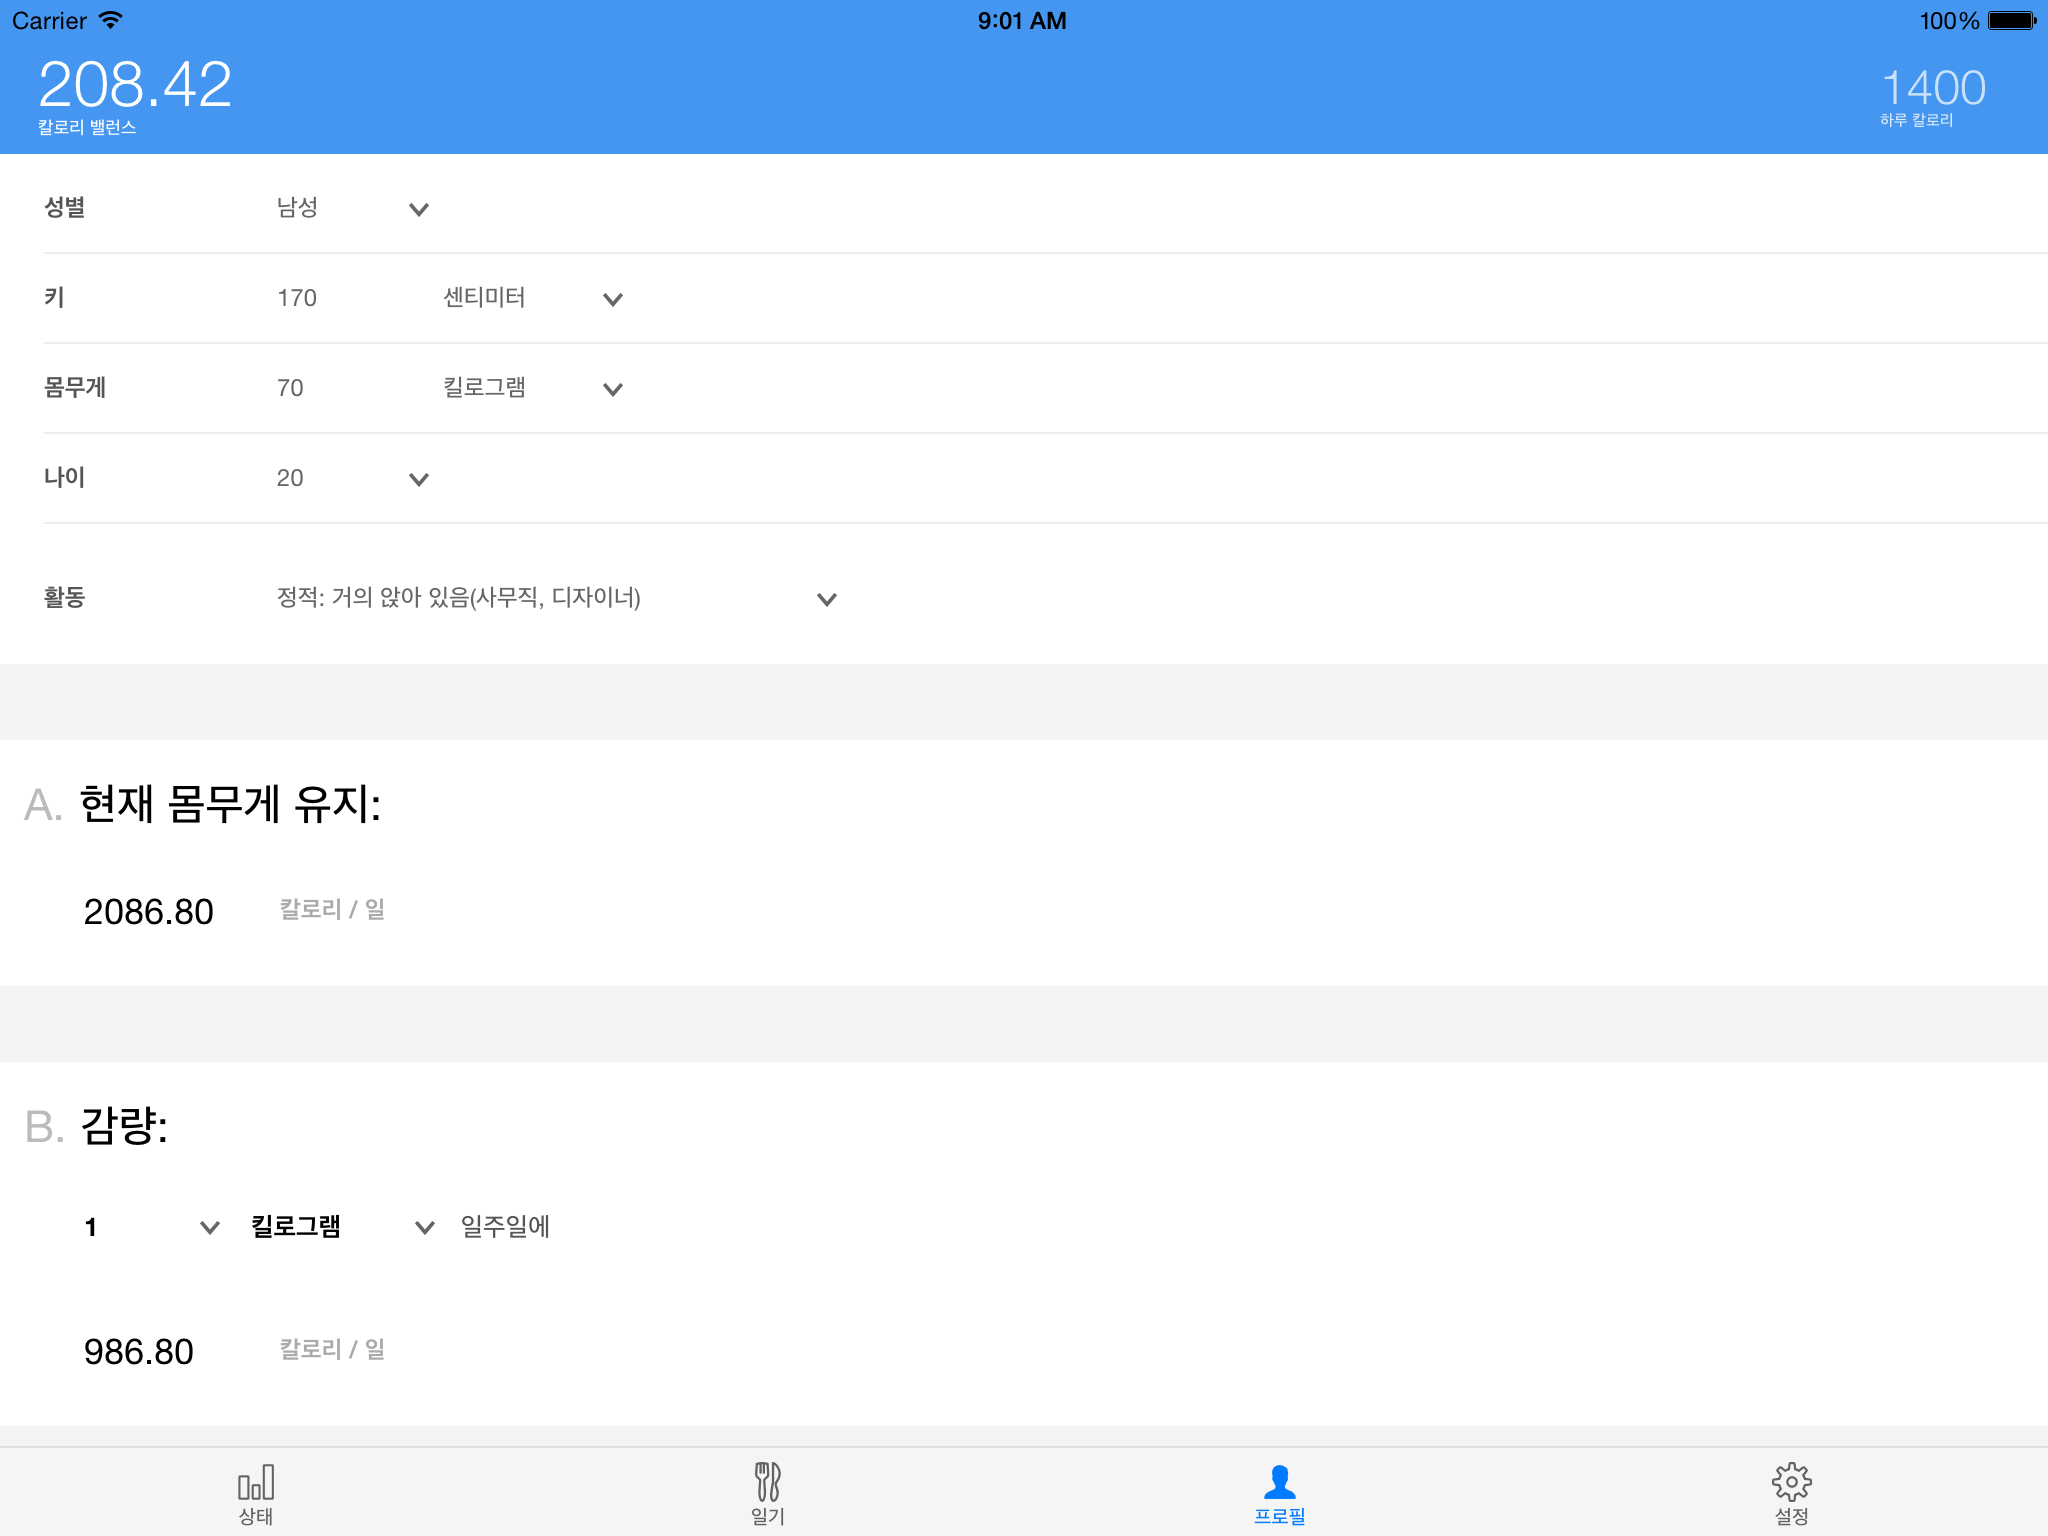 Carrier 9:01 AM 100%
208.42
칼로리 밸런스
1400
하루 칼로리
성별 남성
키 170 센티미터
몸무게 70 킬로그램
나이 20
활동 정적: 거의 앉아 있음(사무직, 디자이너)
A. 현재 몸무게 유지:
2086.80 칼로리 / 일
B. 감량:
1 킬로그램 일주일에
986.80 칼로리 / 일
상태 일기 프로필 설정